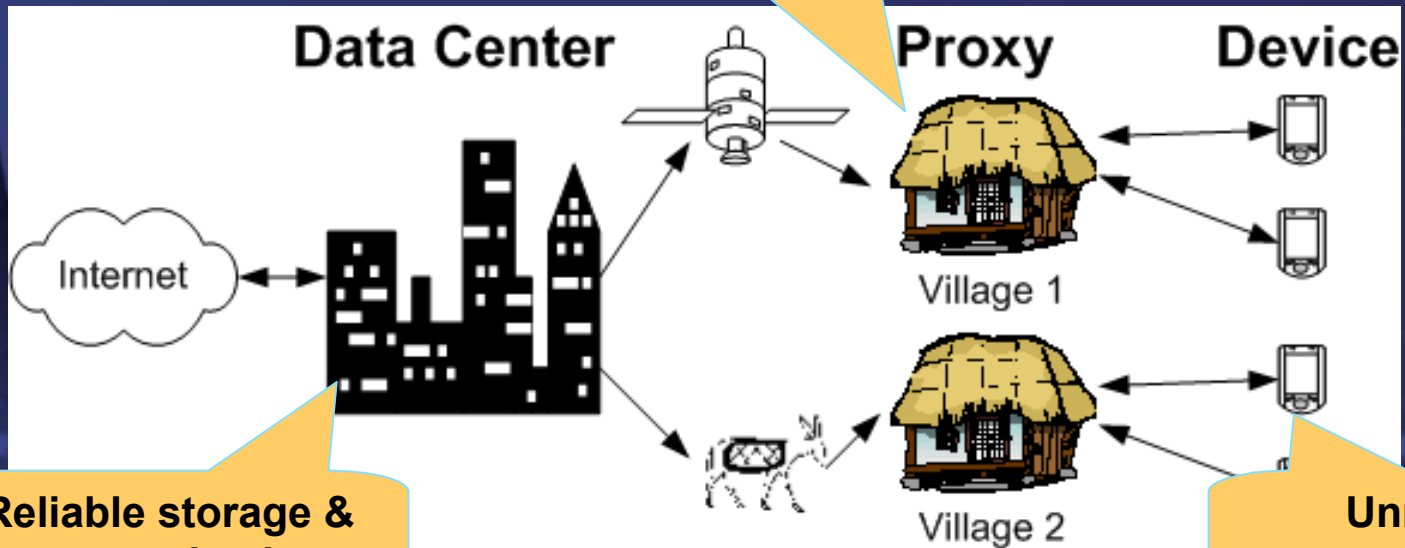 Data Center
Proxy
Device
Internet
Village 1
Village 2
Reliable storage &